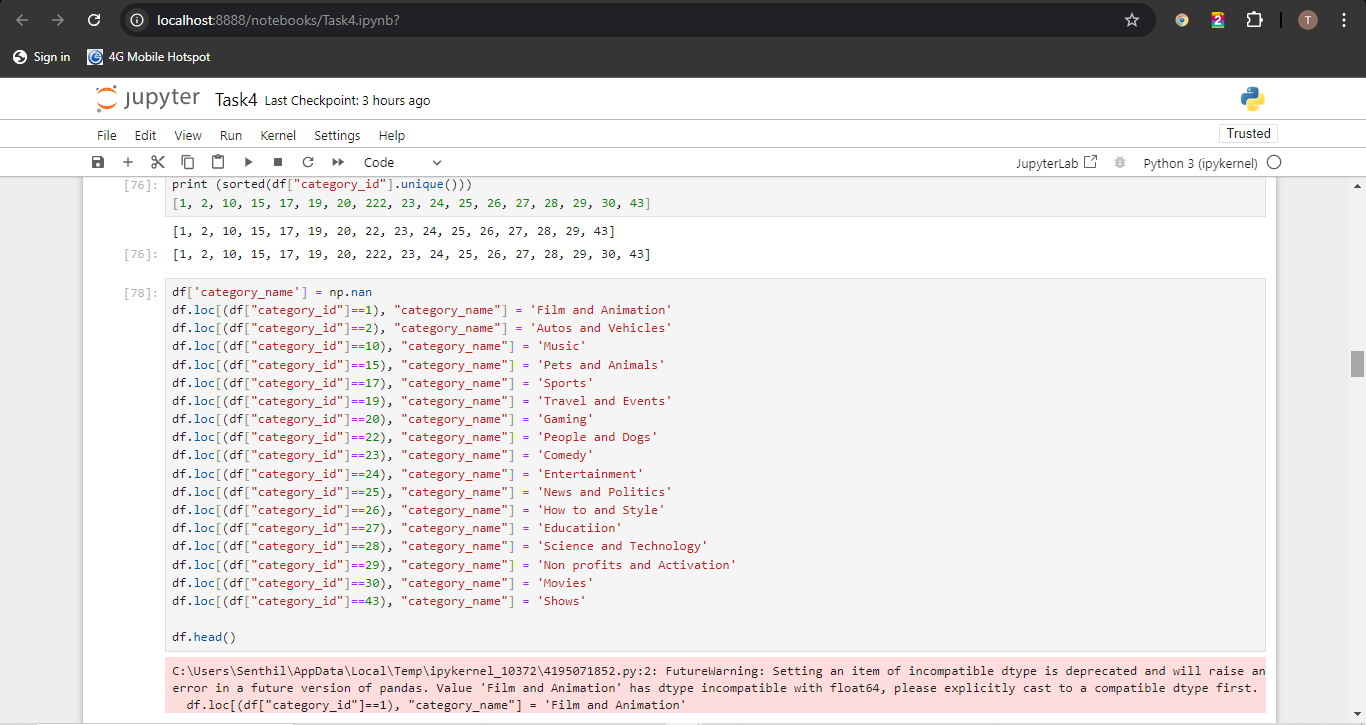 localhost:8888/notebooks/Task4.ipynb?
2
T
Sign in
4G Mobile Hotspot
jupyter Task4 Last Checkpoint: 3 hours ago
File Edit View Run Kernel Settings Help
Trusted
Code
JupyterLab
Python 3 (ipykernel)
[76]: print (sorted(df["category_id"].unique()))
[1, 2, 10, 15, 17, 19, 20, 222, 23, 24, 25, 26, 27, 28, 29, 30, 43]
[1, 2, 10, 15, 17, 19, 20, 22, 23, 24, 25, 26, 27, 28, 29, 43]
[76]: [1, 2, 10, 15, 17, 19, 20, 222, 23, 24, 25, 26, 27, 28, 29, 30, 43]
[78]: df['category_name'] = np.nan
df.loc[(df["category_id"]==1), "category_name"] = 'Film and Animation'
df.loc[(df["category_id"]==2), "category_name"] = 'Autos and Vehicles'
df.loc[(df["category_id"]==10), "category_name"] = 'Music'
df.loc[(df["category_id"]==15), "category_name"] = 'Pets and Animals'
df.loc[(df["category_id"]==17), "category_name"] = 'Sports'
df.loc[(df["category_id"]==19), "category_name"] = 'Travel and Events'
df.loc[(df["category_id"]==20), "category_name"] = 'Gaming'
df.loc[(df["category_id"]==22), "category_name"] = 'People and Dogs'
df.loc[(df["category_id"]==23), "category_name"] = 'Comedy'
df.loc[(df["category_id"]==24), "category_name"] = 'Entertainment'
df.loc[(df["category_id"]==25), "category_name"] = 'News and Politics'
df.loc[(df["category_id"]==26), "category_name"] = 'How to and Style'
df.loc[(df["category_id"]==27), "category_name"] = 'Educatiion'
df.loc[(df["category_id"]==28), "category_name"] = 'Science and Technology'
df.loc[(df["category_id"]==29), "category_name"] = 'Non profits and Activation'
df.loc[(df["category_id"]==30), "category_name"] = 'Movies'
df.loc[(df["category_id"]==43), "category_name"] = 'Shows'
df.head()
C:\Users\Senthil\AppData\Local\Temp\ipykernel_10372\4195071852.py:2: FutureWarning: Setting an item of incompatible dtype is deprecated and will raise an
error in a future version of pandas. Value 'Film and Animation' has dtype incompatible with float64, please explicitly cast to a compatible dtype first.
df.loc[(df["category_id"]==1), "category_name"] = 'Film and Animation'